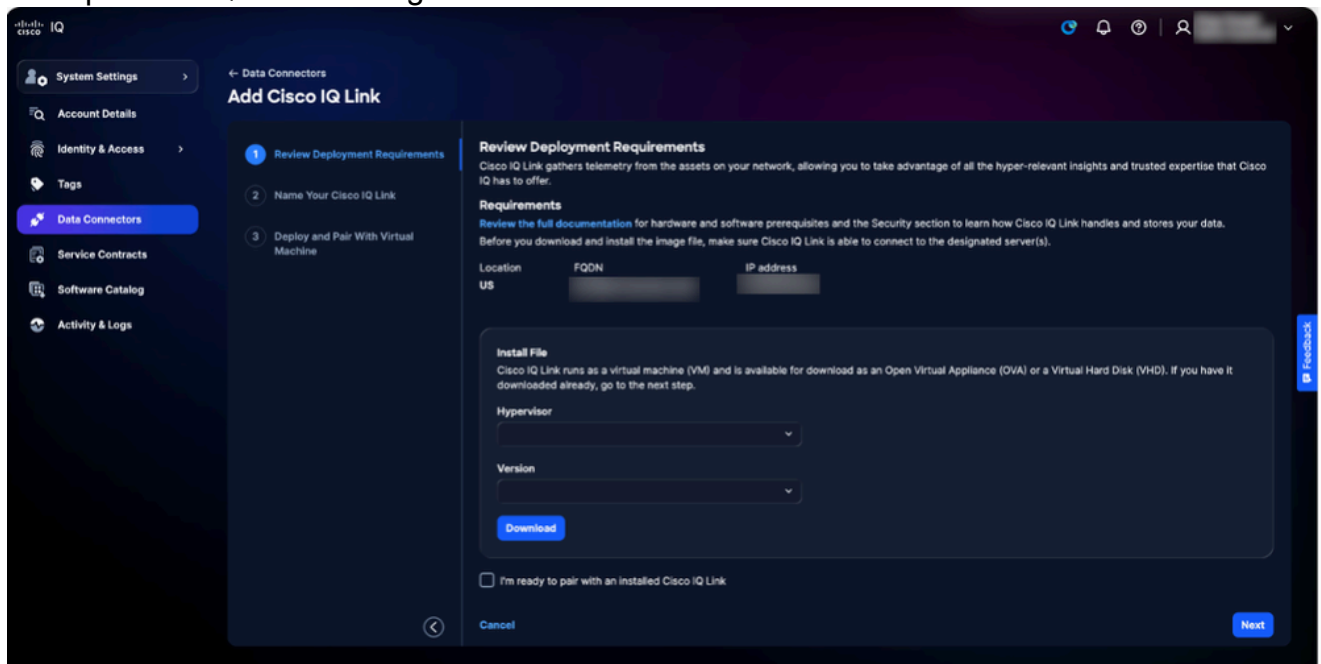 cisco IQ
System Settings
Account Details
Identity & Access
Tags
Data Connectors
Service Contracts
Software Catalog
Activity & Logs
← Data Connectors
Add Cisco IQ Link
1 Review Deployment Requirements
2 Name Your Cisco IQ Link
3 Deploy and Pair With Virtual
Machine
Review Deployment Requirements
Cisco IQ Link gathers telemetry from the assets on your network, allowing you to take advantage of all the hyper-relevant insights and trusted expertise that Cisco
IQ has to offer.
Requirements
Review the full documentation for hardware and software prerequisites and the Security section to learn how Cisco IQ Link handles and stores your data.
Before you download and install the image file, make sure Cisco IQ Link is able to connect to the designated server(s).
Location FQDN IP address
US
Install File
Cisco IQ Link runs as a virtual machine (VM) and is available for download as an Open Virtual Appliance (OVA) or a Virtual Hard Disk (VHD). If you have it
downloaded already, go to the next step.
Hypervisor
Version
Download
I'm ready to pair with an installed Cisco IQ Link
Cancel
Next
Feedback